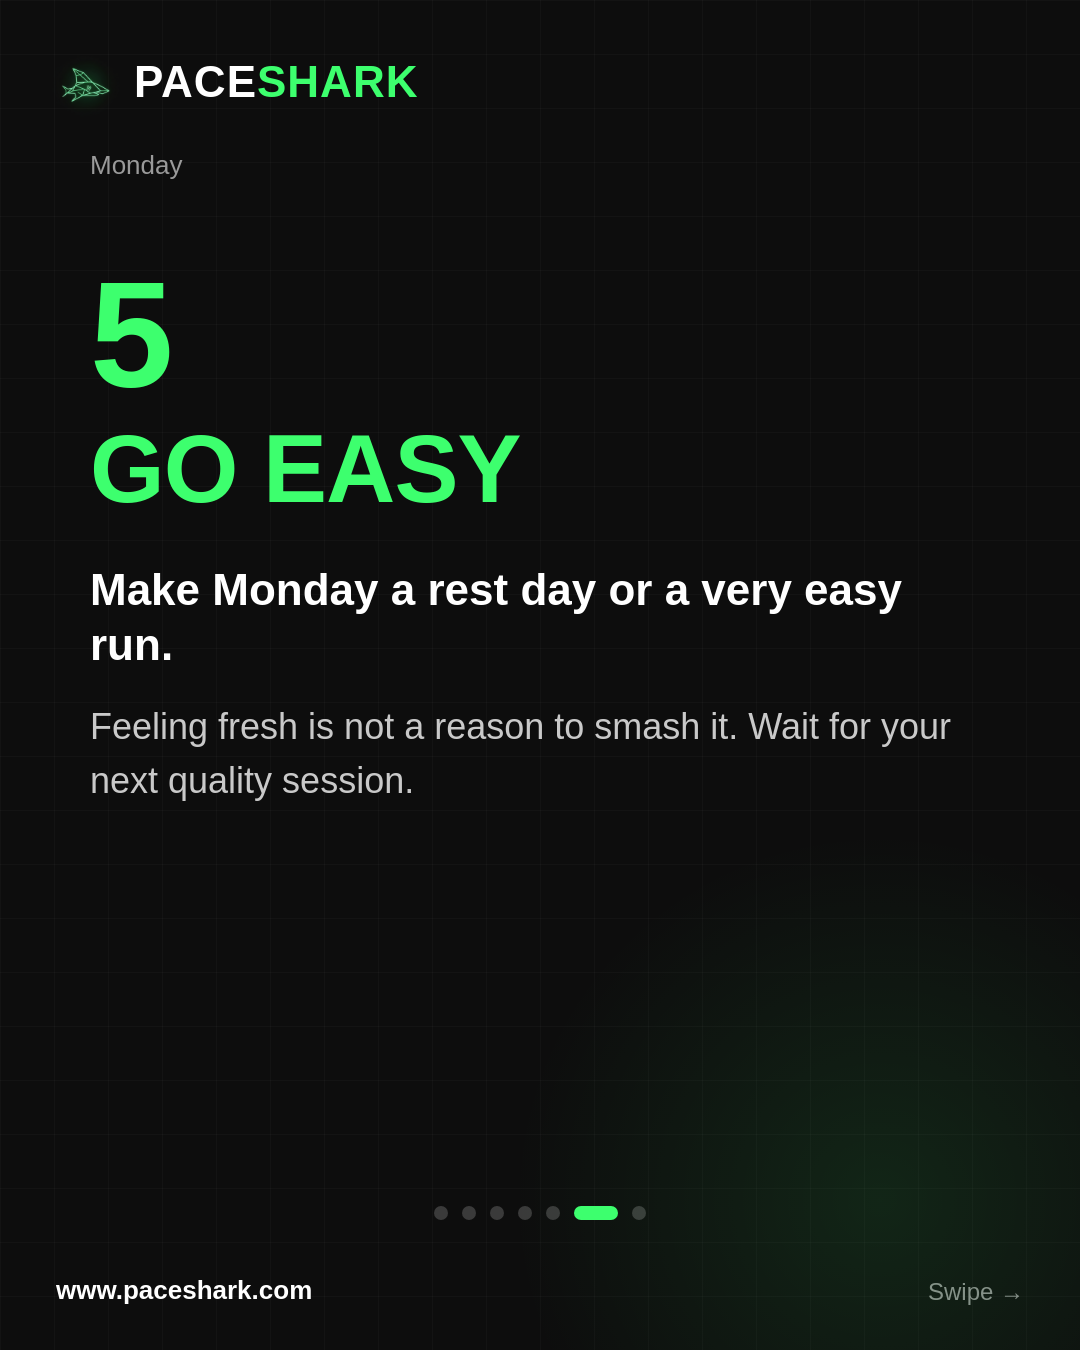 PACESHARK
Monday
5
GO EASY
Make Monday a rest day or a very easy
run.
Feeling fresh is not a reason to smash it. Wait for your
next quality session.
www.paceshark.com
Swipe →